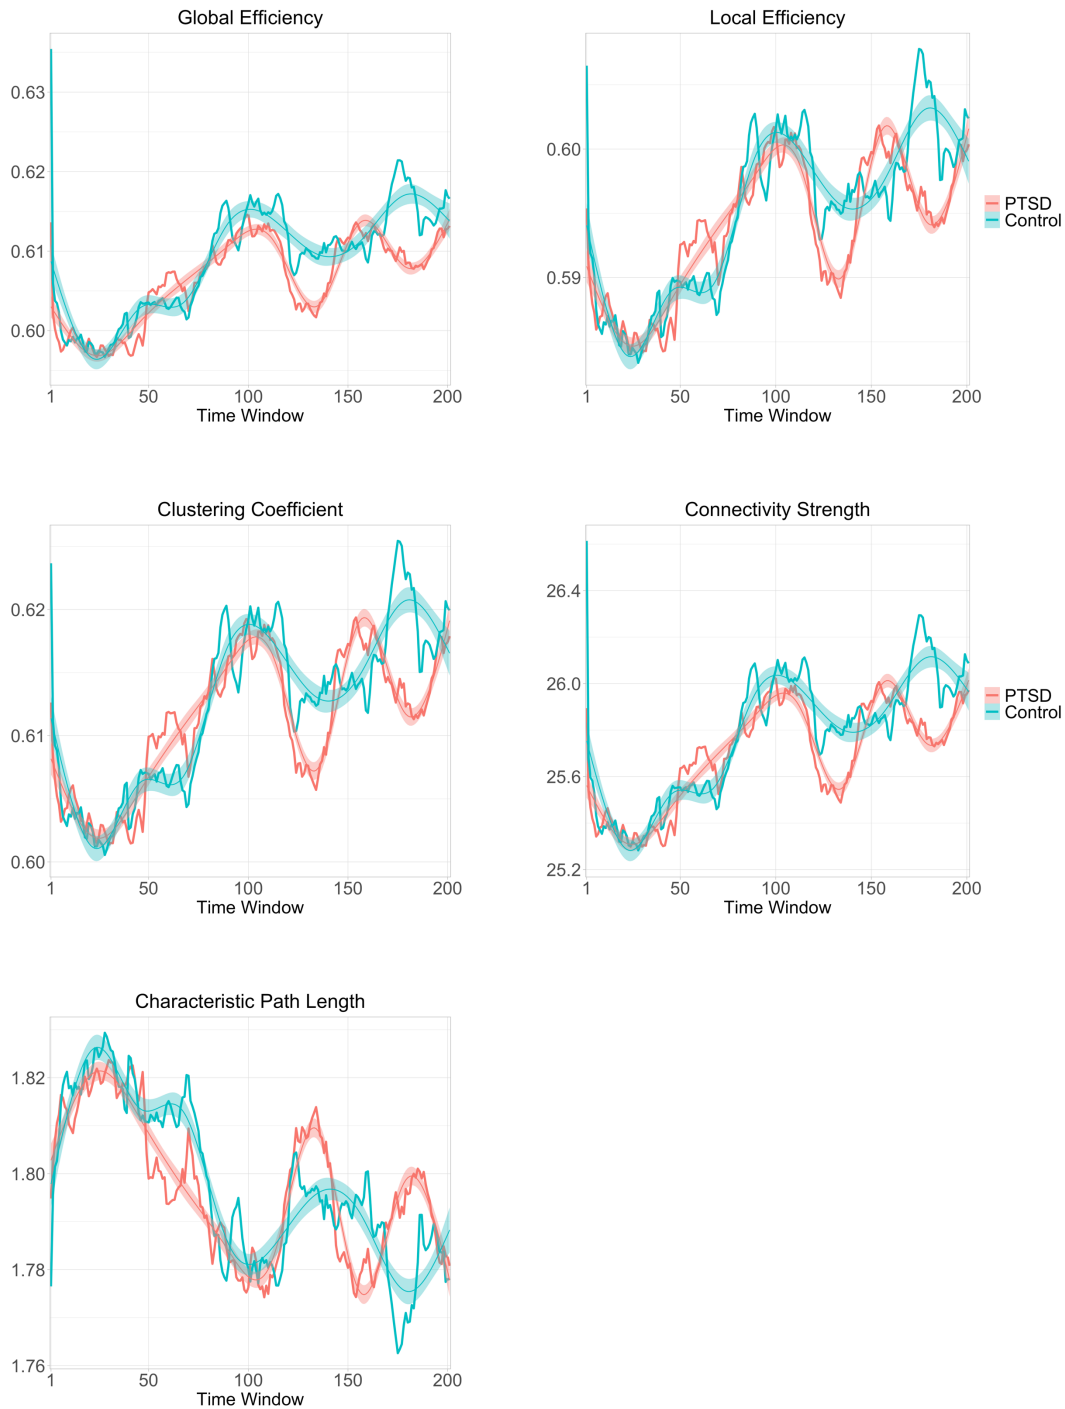 Global Efficiency
0.63
0.62
0.61
0.60
1 50 100 150 200
Time Window
Local Efficiency
0.60
0.59
1 50 100 150 200
Time Window
PTSD
Control
Clustering Coefficient
0.62
0.61
0.60
1 50 100 150 200
Time Window
Connectivity Strength
26.4
26.0
25.6
25.2
1 50 100 150 200
Time Window
PTSD
Control
Characteristic Path Length
1.82
1.80
1.78
1.76
1 50 100 150 200
Time Window